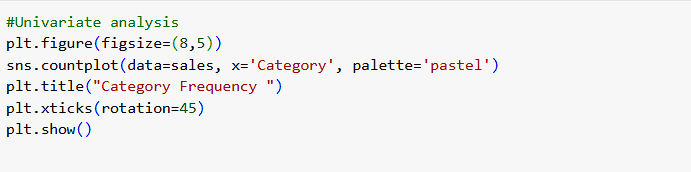 #Univariate analysis
plt.figure(figsize=(8,5))
sns.countplot(data=sales, x='Category', palette='pastel')
plt.title("Category Frequency ")
plt.xticks(rotation=45)
plt.show()